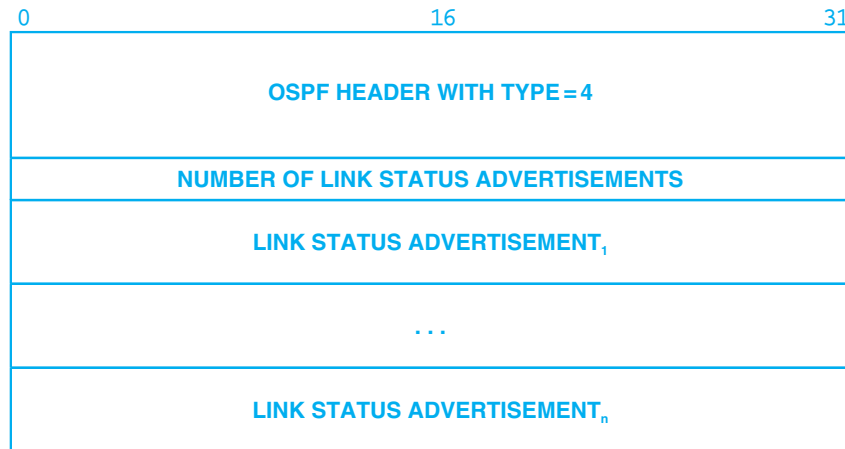 0 16 31
OSPF HEADER WITH TYPE = 4
NUMBER OF LINK STATUS ADVERTISEMENTS
LINK STATUS ADVERTISEMENT₁
. . .
LINK STATUS ADVERTISEMENTₙ